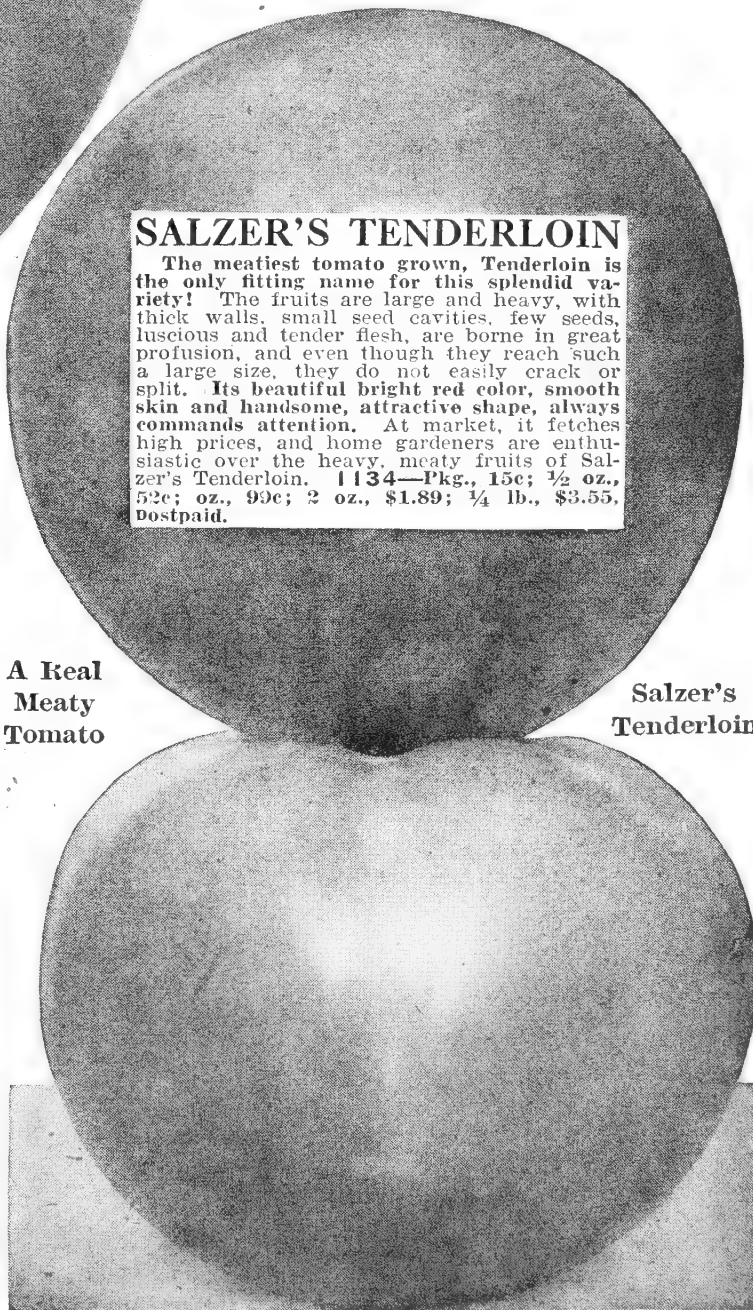 SALZER'S TENDERLOIN
The meatiest tomato grown, Tenderloin is
the only fitting name for this splendid va-
riety! The fruits are large and heavy, with
thick walls, small seed cavities, few seeds,
luscious and tender flesh, are borne in great
profusion, and even though they reach such
a large size, they do not easily crack or
split. Its beautiful bright red color, smooth
skin and handsome, attractive shape, always
commands attention. At market, it fetches
high prices, and home gardeners are enthu-
siastic over the heavy, meaty fruits of Sal-
zer's Tenderloin. 1134—Pkg., 15c; ½ oz.,
52c; oz., 99c; 2 oz., $1.89; ¼ lb., $3.55,
Postpaid.
A Real
Meaty
Tomato
Salzer's
Tenderloin